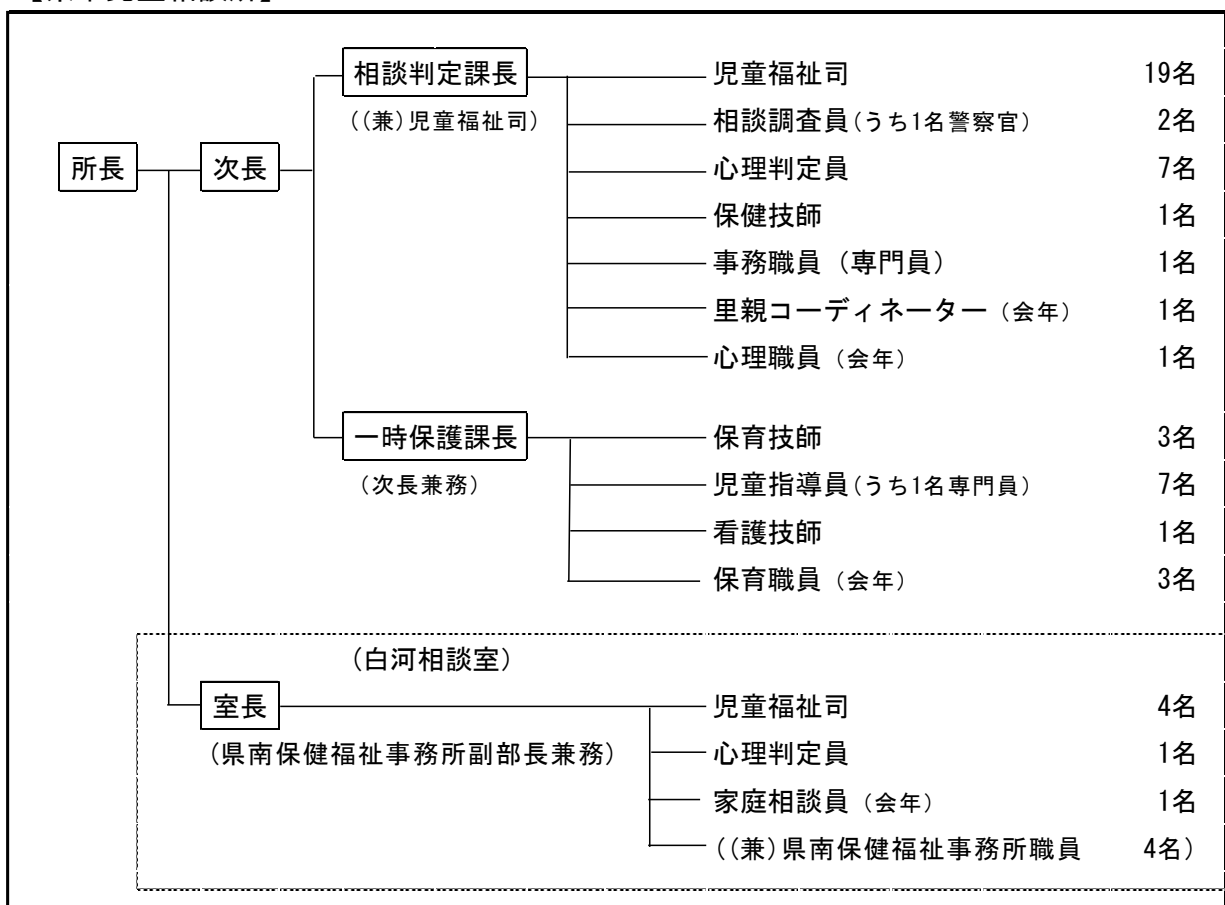 相談判定課長 児童福祉司 19名
((兼)児童福祉司) 相談調査員(うち1名警察官) 2名
所長 次長 心理判定員 7名
保健技師 1名
事務職員(専門員) 1名
里親コーディネーター(会年) 1名
心理職員(会年) 1名
一時保護課長 保育技師 3名
(次長兼務) 児童指導員(うち1名専門員) 7名
看護技師 1名
保育職員(会年) 3名
(白河相談室)
室長 児童福祉司 4名
(県南保健福祉事務所副部長兼務) 心理判定員 1名
家庭相談員(会年) 1名
((兼)県南保健福祉事務所職員 4名)